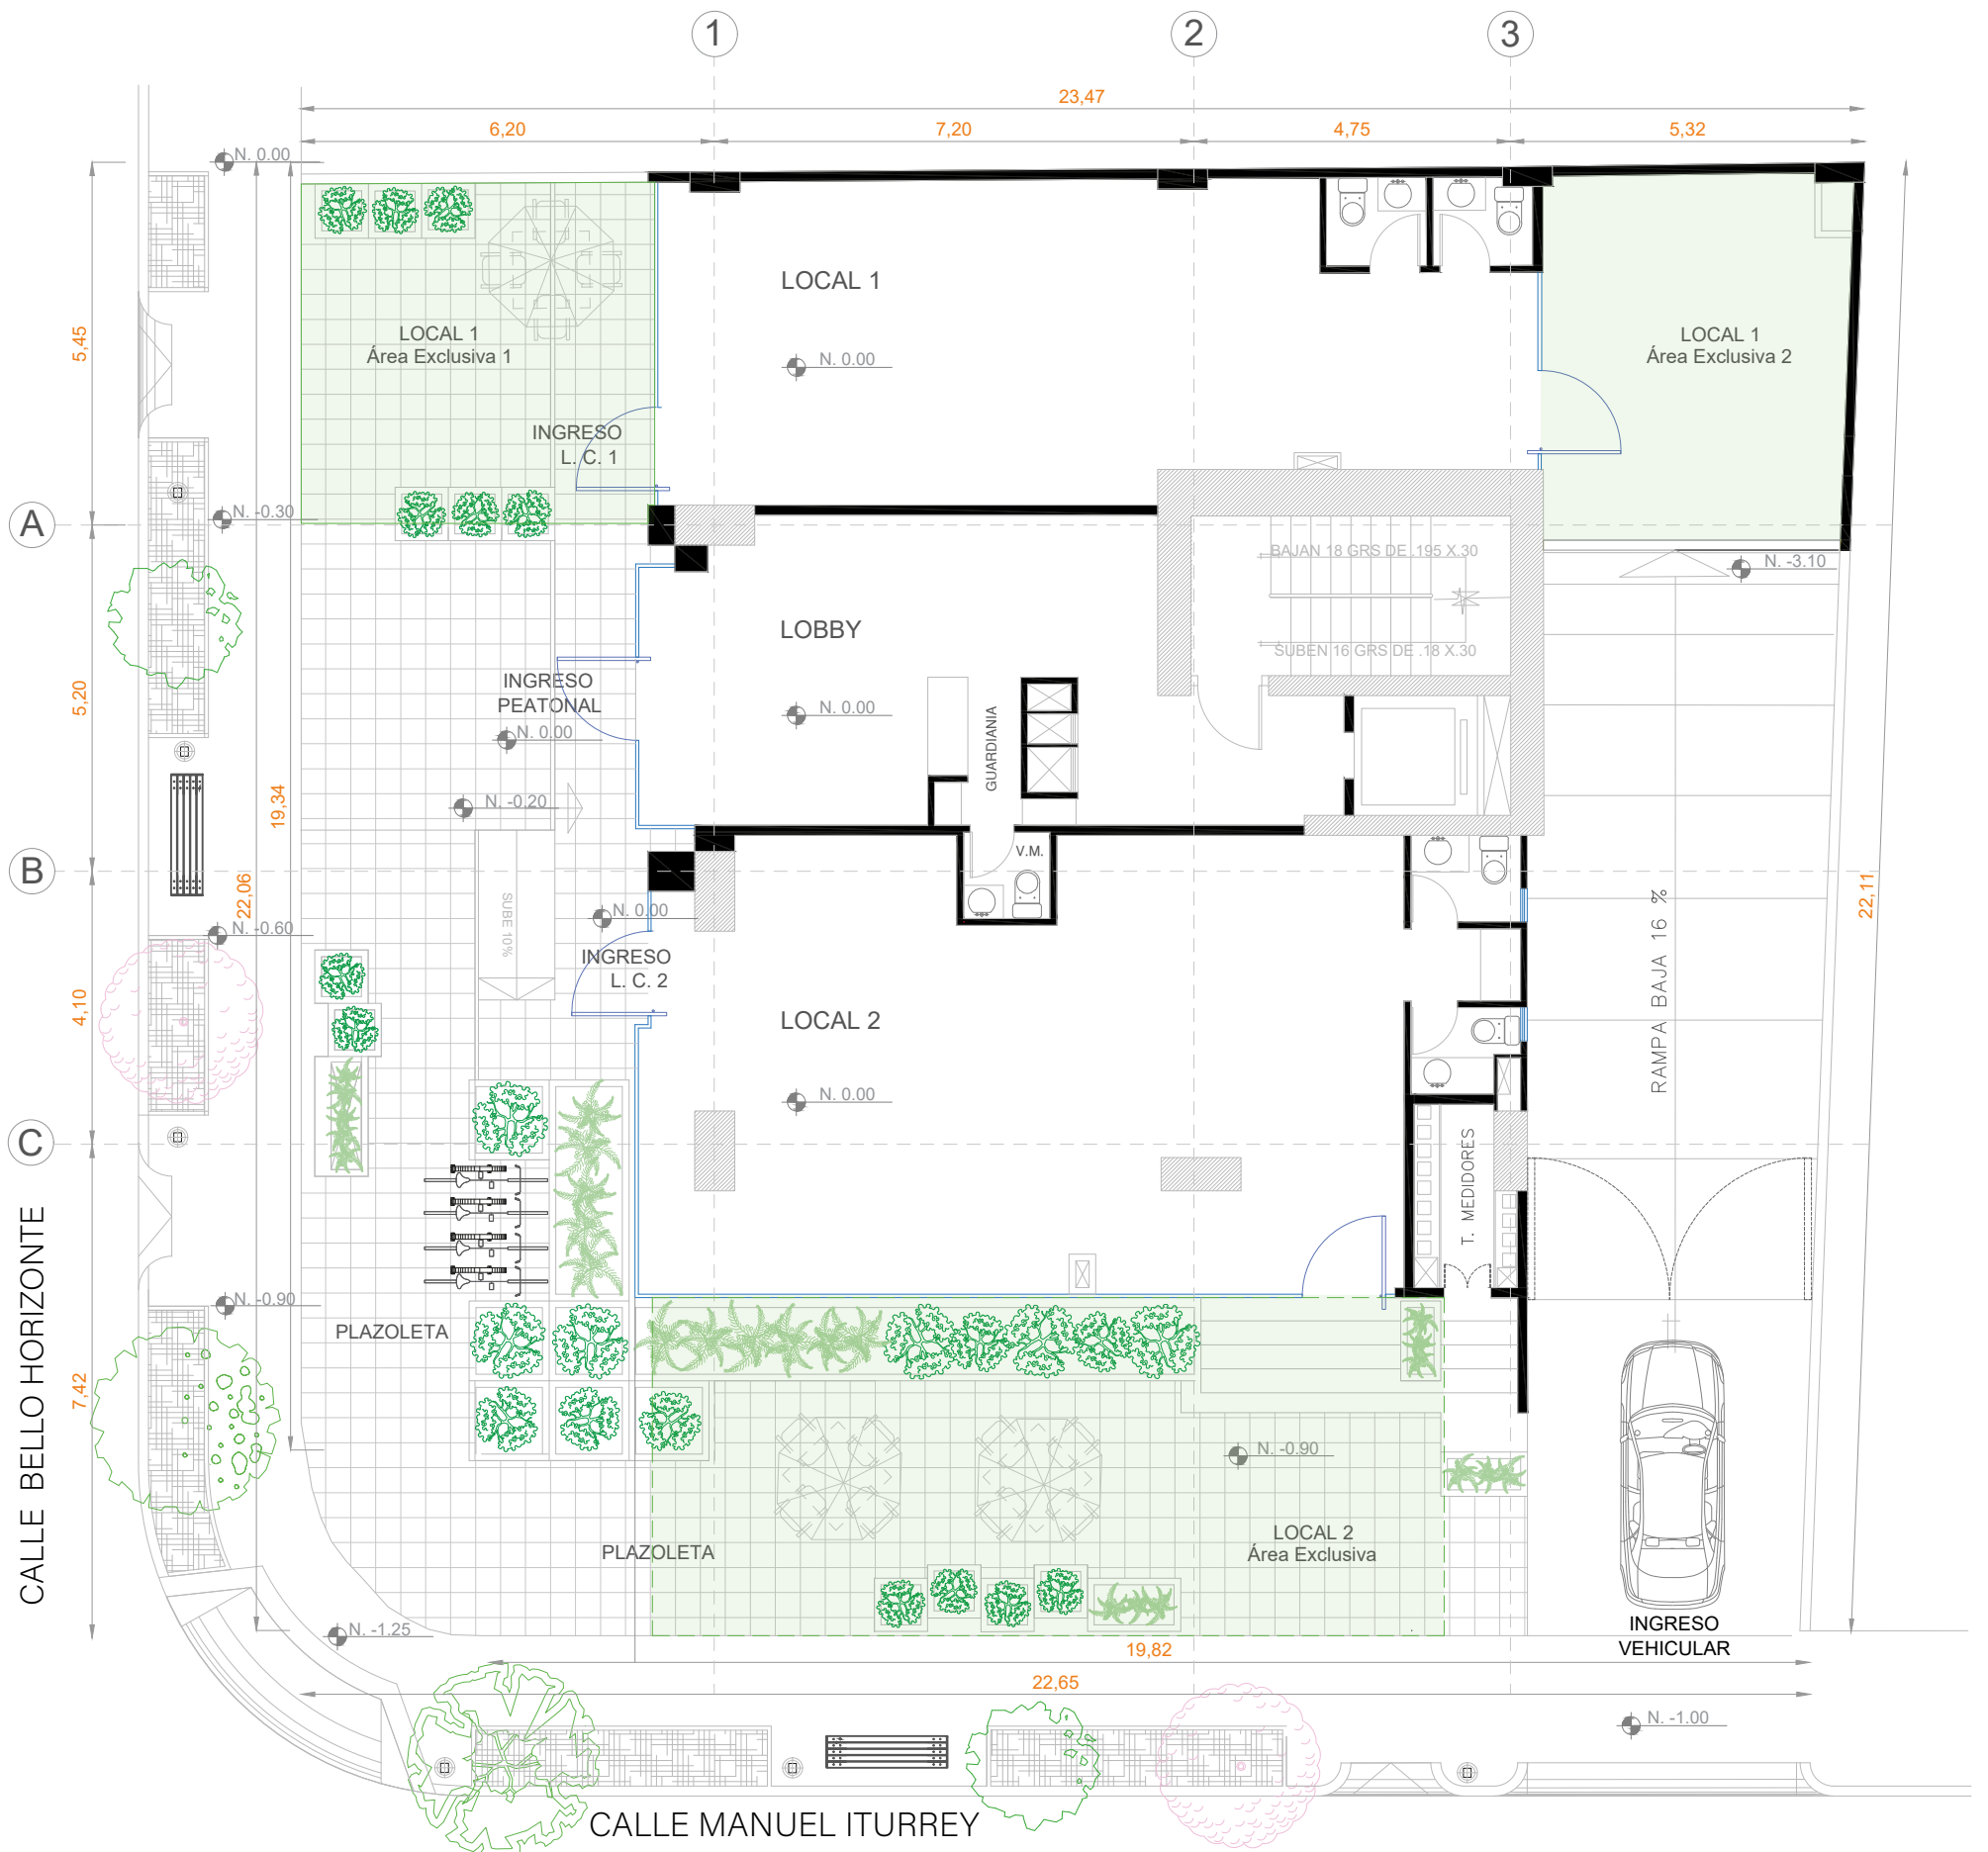 1
2
3
23,47
6,20
7,20
4,75
5,32
N. 0.00
LOCAL 1
LOCAL 1
Área Exclusiva 1
LOCAL 1
Área Exclusiva 2
5,45
N. 0.00
INGRESO
L. C. 1
A
N. -0.30
BAJAN 18 GRS DE .195 X.30
N. -3.10
LOBBY
SUBEN 16 GRS DE .18 X.30
INGRESO
PEATONAL
5,20
N. 0.00
N. 0.00
GUARDIANIA
N. -0.20
19,34
V.M.
B
22,06
22,11
SUBE 10%
N. 0.00
N. -0.60
INGRESO
L. C. 2
4,10
LOCAL 2
RAMPA BAJA 16 %
N. 0.00
C
T. MEDIDORES
CALLE BELLO HORIZONTE
N. -0.90
PLAZOLETA
7,42
N. -0.90
LOCAL 2
Área Exclusiva
PLAZOLETA
N. -1.25
INGRESO
VEHICULAR
19,82
22,65
N. -1.00
CALLE MANUEL ITURREY